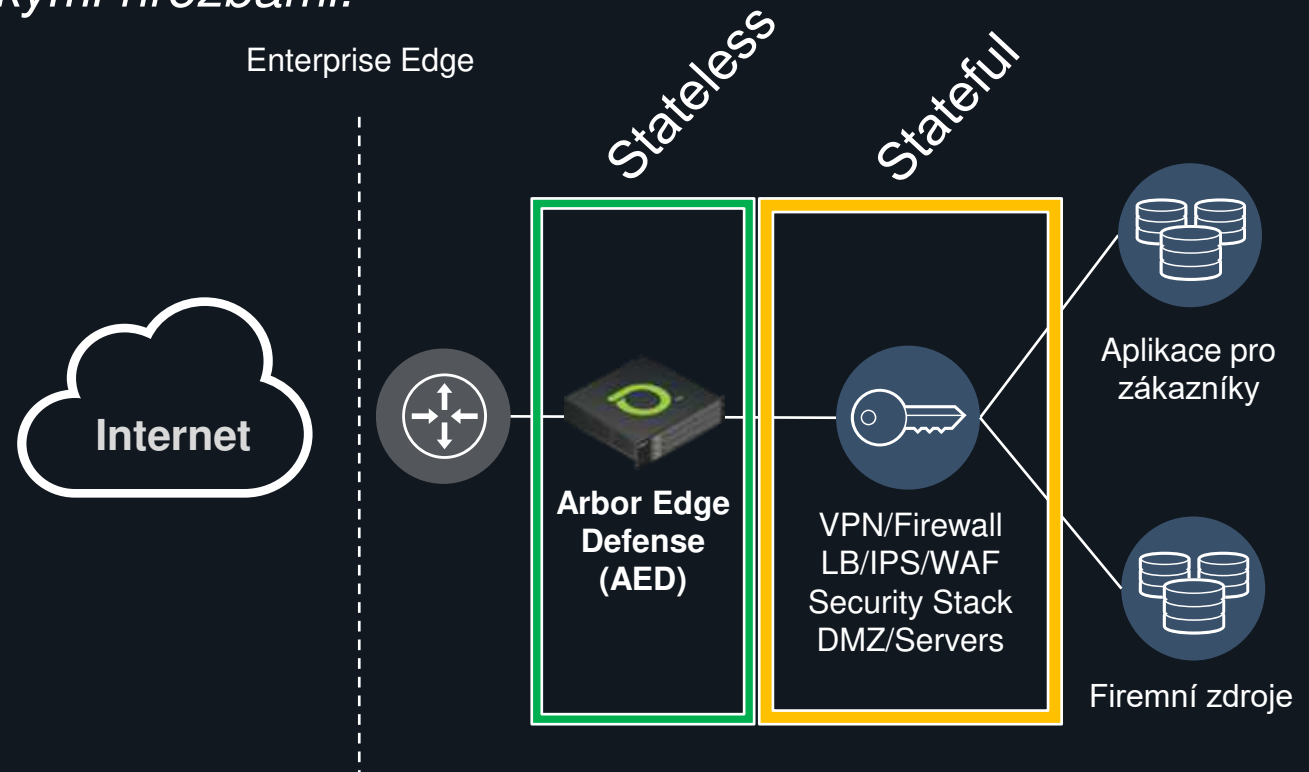 hrozbami.
Enterprise Edge
Stateless
Stateful
Internet
Arbor Edge
Defense
(AED)
VPN/Firewall
LB/IPS/WAF
Security Stack
DMZ/Servers
Aplikace pro
zákazníky
Firemní zdroje